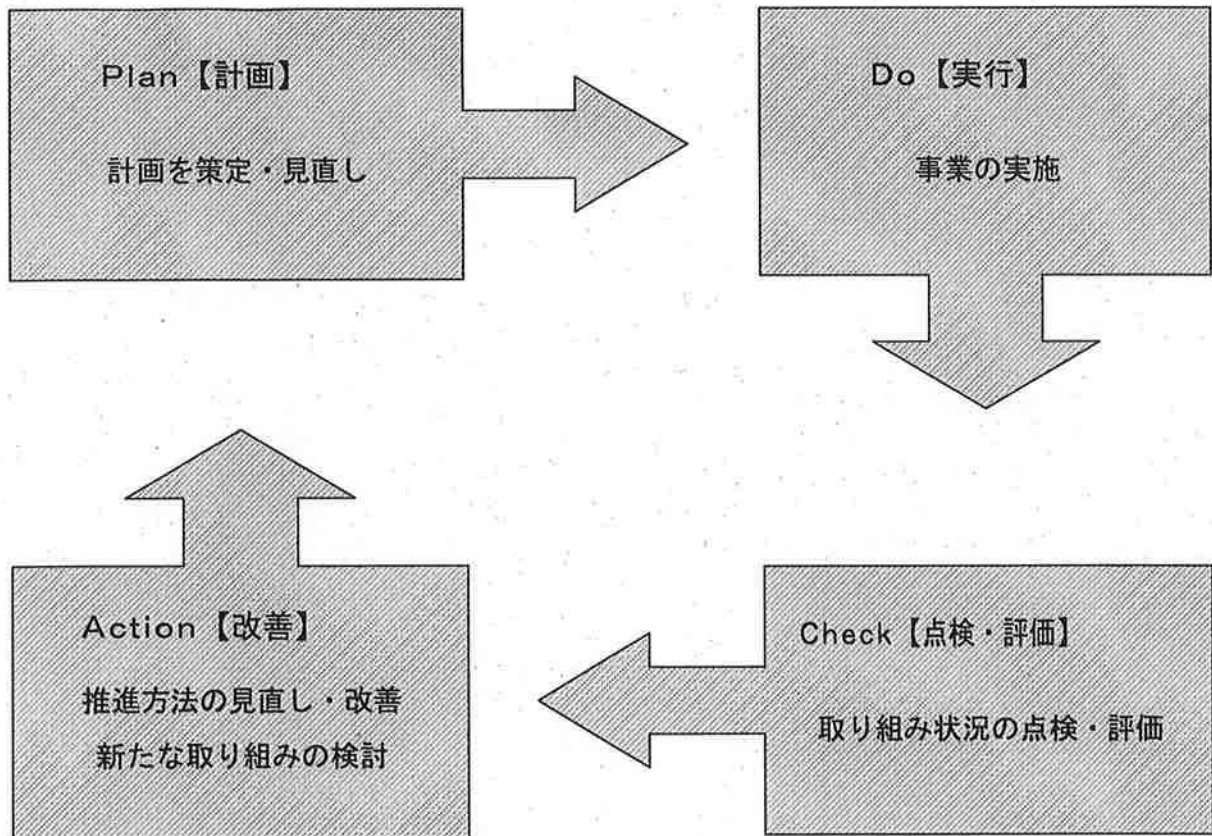 Plan【計画】
計画を策定・見直し
Do【実行】
事業の実施
Action【改善】
推進方法の見直し・改善
新たな取り組みの検討
Check【点検・評価】
取り組み状況の点検・評価